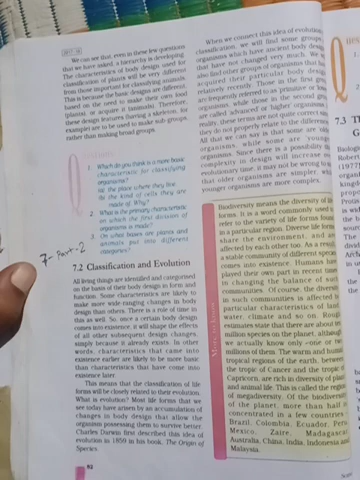 2017-18
We can see that, even in these few questions
that we have asked, a hierarchy is developing.
The characteristics of body design used for
classification of plants will be very different
from those important for classifying animals.
This is because the basic designs are different,
based on the need to make their own food
(plants), or acquire it (animals). Therefore,
these design features (having a skeleton, for
example) are to be used to make sub-groups,
rather than making broad groups.
1. Which do you think is a more basic
characteristic for classifying
organisms?
(a) the place where they live.
(b) the kind of cells they are
made of. Why?
2. What is the primary characteristic
on which the first division of
organisms is made?
3. On what bases are plants and
animals put into different
categories?
7- Part-2
7.2 Classification and Evolution
All living things are identified and categorised
on the basis of their body design in form and
function. Some characteristics are likely to
make more wide-ranging changes in body
design than others. There is a role of time in
this as well. So, once a certain body design
comes into existence, it will shape the effects
of all other subsequent design changes,
simply because it already exists. In other
words, characteristics that came into
existence earlier are likely to be more basic
than characteristics that have come into
existence later.
This means that the classification of life
forms will be closely related to their evolution.
What is evolution? Most life forms that we
see today have arisen by an accumulation of
changes in body design that allow the
organism possessing them to survive better.
Charles Darwin first described this idea of
evolution in 1859 in his book, The Origin of
Species.
82
When we connect this idea of evolution
classification, we will find some groups
organisms which have ancient body design
that have not changed very much. We
also find other groups of organisms that
acquired their particular body design
relatively recently. Those in the first
are frequently referred to as 'primitive' or
organisms, while those in the second
are called 'advanced' or 'higher' organisms.
reality, these terms are not quite correct
they do not properly relate to the differences
All that we can say is that some are
organisms, while some are younger
organisms. Since there is a possibility
complexity in design will increase
evolutionary time, it may not be wrong to
that older organisms are simpler, while
younger organisms are more complex.
More to know
Biodiversity means the diversity of
forms. It is a word commonly used
refer to the variety of life forms found
in a particular region. Diverse life forms
share the environment, and are
affected by each other too. As a result
a stable community of different species
comes into existence. Humans have
played their own part in recent times
in changing the balance of such
communities. Of course, the diversity
in such communities is affected by
particular characteristics of land,
water, climate and so on. Rough
estimates state that there are about ten
million species on the planet, although
we actually know only one or two
millions of them. The warm and humid
tropical regions of the earth, between
the tropic of Cancer and the tropic of
Capricorn, are rich in diversity of plant
and animal life. This is called the region
of megadiversity. Of the biodiversity
of the planet, more than half is
concentrated in a few countries –
Brazil, Colombia, Ecuador, Peru,
Mexico, Zaire, Madagascar,
Australia, China, India, Indonesia and
Malaysia.
1.
2.
7.3
Robert
(1977)